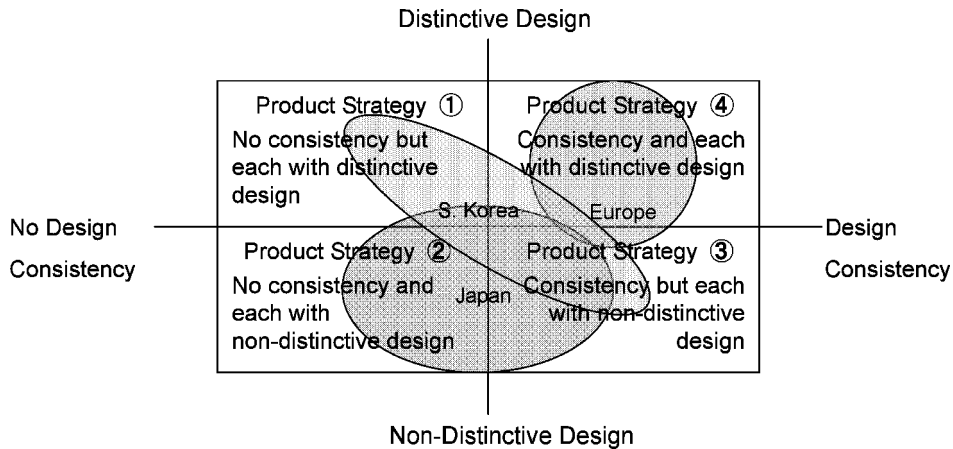 Distinctive Design
Product Strategy ①
No consistency but
each with distinctive
design
Product Strategy ④
Consistency and each
with distinctive design
S. Korea
Europe
No Design
Consistency
Design
Consistency
Product Strategy ②
No consistency and
each with
non-distinctive design
Japan
Product Strategy ③
Consistency but each
with non-distinctive
design
Non-Distinctive Design